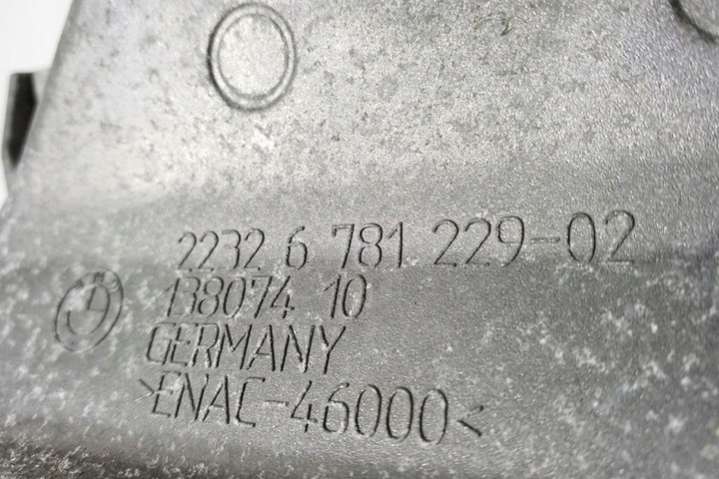 2232 6 781 229-02
138074 10
GERMANY
>ENAC-46000<